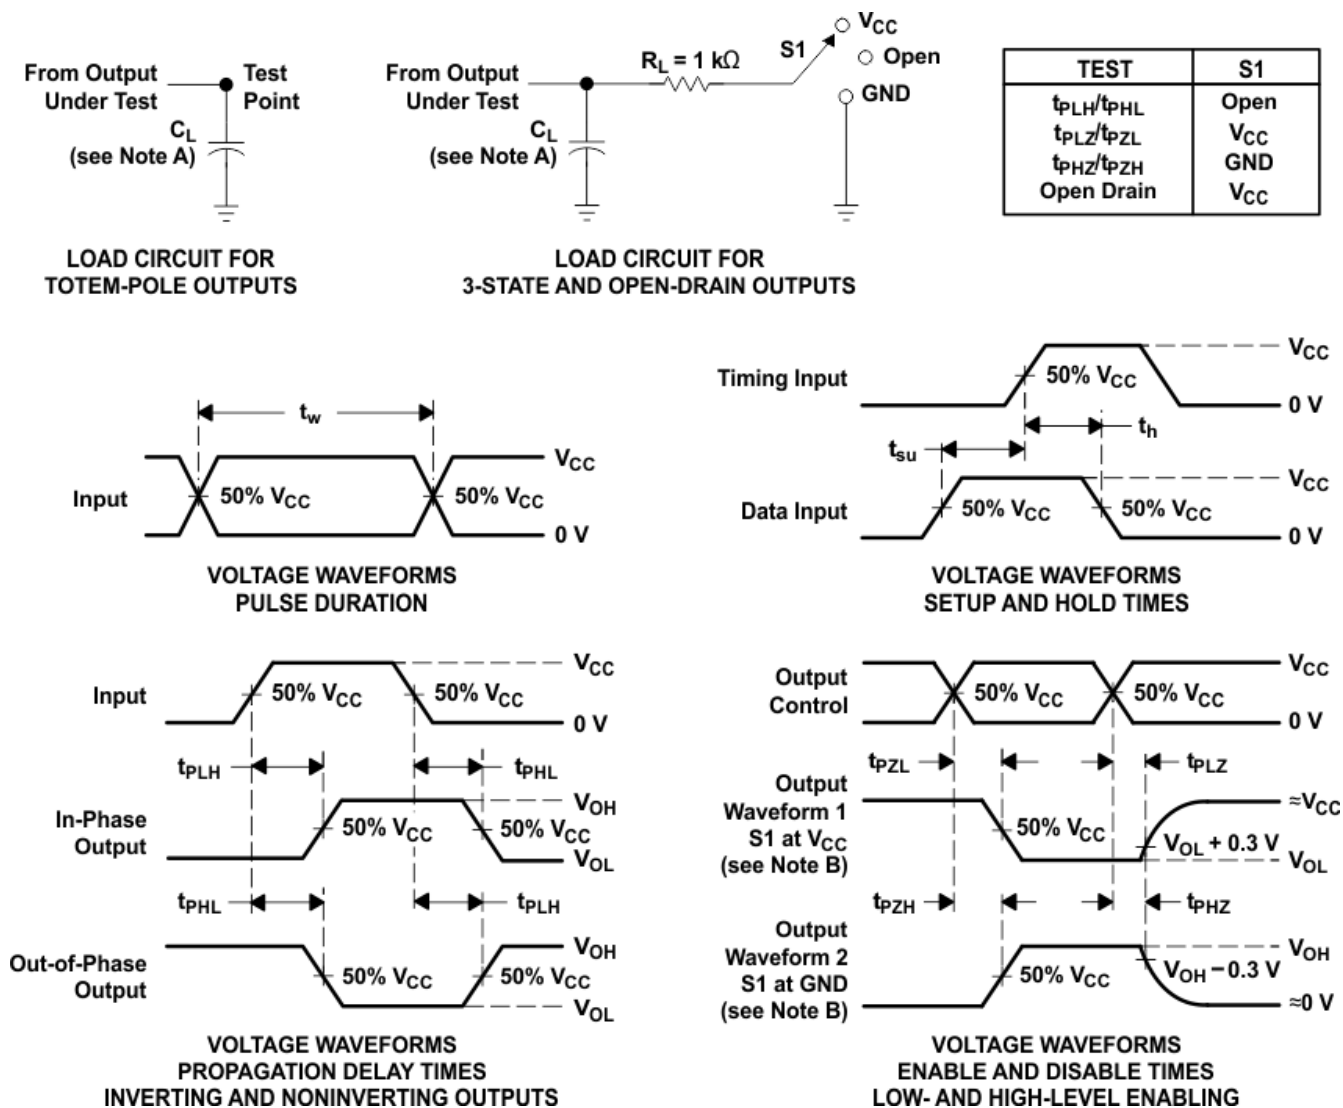 From Output
Under Test
Test
Point
CL
(see Note A)
LOAD CIRCUIT FOR
TOTEM-POLE OUTPUTS
From Output
Under Test
CL
(see Note A)
RL = 1 kΩ
S1
VCC
Open
GND
LOAD CIRCUIT FOR
3-STATE AND OPEN-DRAIN OUTPUTS
TEST S1
tPLH/tPHL Open
tPLZ/tPZL VCC
tPHZ/tPZH GND
Open Drain VCC
tw
Input
50% VCC
50% VCC
VCC
0 V
VOLTAGE WAVEFORMS
PULSE DURATION
Timing Input
50% VCC
VCC
0 V
tsu
th
Data Input
50% VCC
50% VCC
VCC
0 V
VOLTAGE WAVEFORMS
SETUP AND HOLD TIMES
Input
50% VCC
50% VCC
VCC
0 V
tPLH
tPHL
In-Phase
Output
50% VCC
50% VCC
VOH
VOL
tPHL
tPLH
Out-of-Phase
Output
50% VCC
50% VCC
VOH
VOL
VOLTAGE WAVEFORMS
PROPAGATION DELAY TIMES
INVERTING AND NONINVERTING OUTPUTS
Output
Control
50% VCC
50% VCC
VCC
0 V
tPZL
tPLZ
Output
Waveform 1
S1 at VCC
(see Note B)
50% VCC
VOL + 0.3 V
≈VCC
VOL
tPZH
tPHZ
Output
Waveform 2
S1 at GND
(see Note B)
50% VCC
VOH − 0.3 V
VOH
≈0 V
VOLTAGE WAVEFORMS
ENABLE AND DISABLE TIMES
LOW- AND HIGH-LEVEL ENABLING